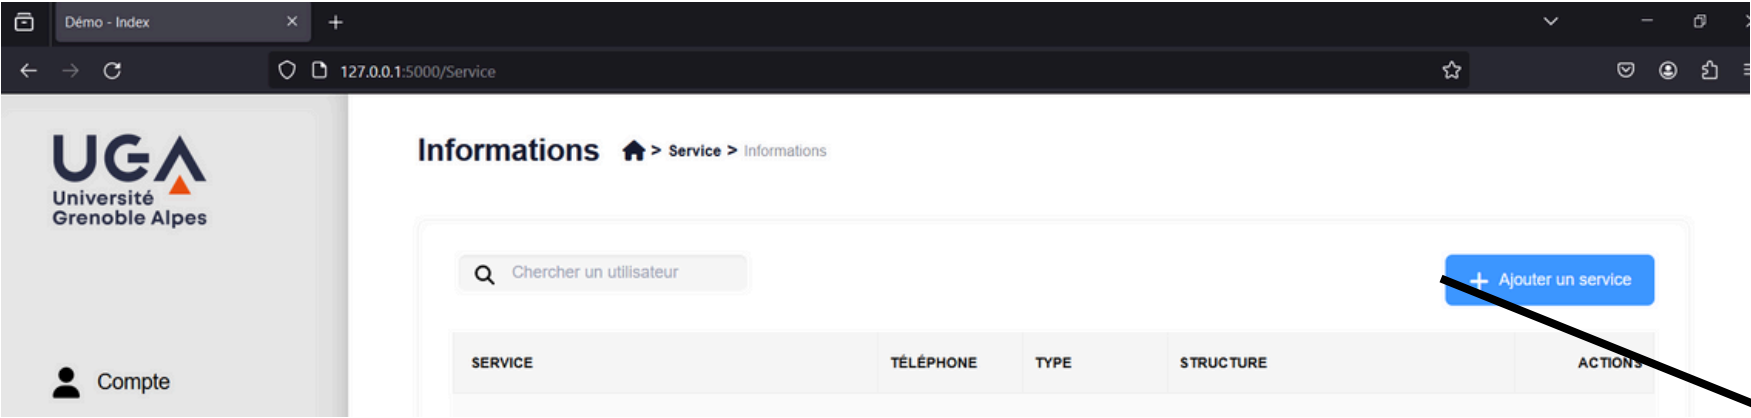 Démo - Index
127.0.0.1:5000/Service
UGA
Université
Grenoble Alpes
Compte
Informations > Service > Informations
Chercher un utilisateur
+ Ajouter un service
SERVICE TÉLÉPHONE TYPE STRUCTURE ACTIONS